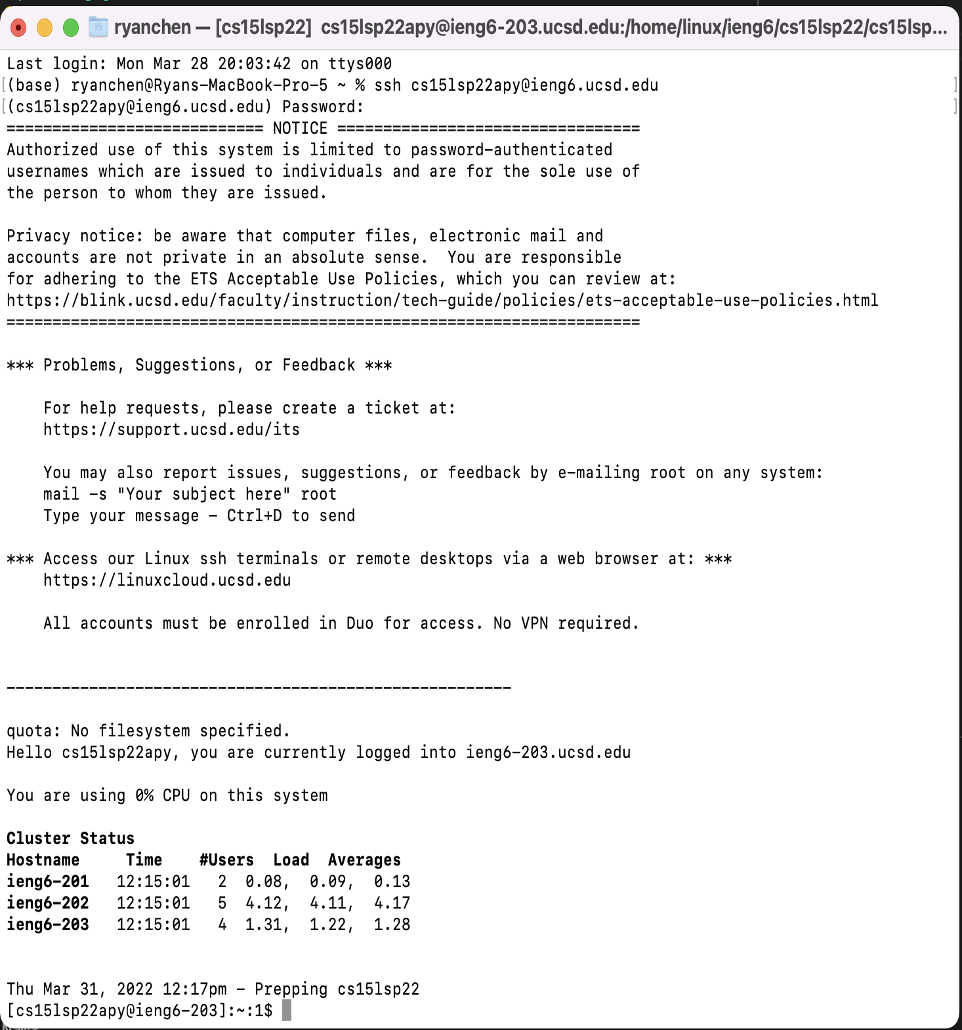 ryanchen — [cs15lsp22]  cs15lsp22apy@ieng6-203.ucsd.edu:/home/linux/ieng6/cs15lsp22/cs15lsp...
Last login: Mon Mar 28 20:03:42 on ttys000
[(base) ryanchen@Ryans-MacBook-Pro-5 ~ % ssh cs15lsp22apy@ieng6.ucsd.edu ]
[(cs15lsp22apy@ieng6.ucsd.edu) Password: ]
============================ NOTICE =================================
Authorized use of this system is limited to password-authenticated
usernames which are issued to individuals and are for the sole use of
the person to whom they are issued.

Privacy notice: be aware that computer files, electronic mail and
accounts are not private in an absolute sense.  You are responsible
for adhering to the ETS Acceptable Use Policies, which you can review at:
https://blink.ucsd.edu/faculty/instruction/tech-guide/policies/ets-acceptable-use-policies.html
=====================================================================

*** Problems, Suggestions, or Feedback ***

    For help requests, please create a ticket at:
    https://support.ucsd.edu/its

    You may also report issues, suggestions, or feedback by e-mailing root on any system:
    mail -s "Your subject here" root
    Type your message - Ctrl+D to send

*** Access our Linux ssh terminals or remote desktops via a web browser at: ***
    https://linuxcloud.ucsd.edu

    All accounts must be enrolled in Duo for access. No VPN required.

-------------------------------------------------------

quota: No filesystem specified.
Hello cs15lsp22apy, you are currently logged into ieng6-203.ucsd.edu

You are using 0% CPU on this system

Cluster Status
Hostname     Time    #Users  Load  Averages
ieng6-201   12:15:01   2  0.08,  0.09,  0.13
ieng6-202   12:15:01   5  4.12,  4.11,  4.17
ieng6-203   12:15:01   4  1.31,  1.22,  1.28

Thu Mar 31, 2022 12:17pm - Prepping cs15lsp22
[cs15lsp22apy@ieng6-203]:~:1$